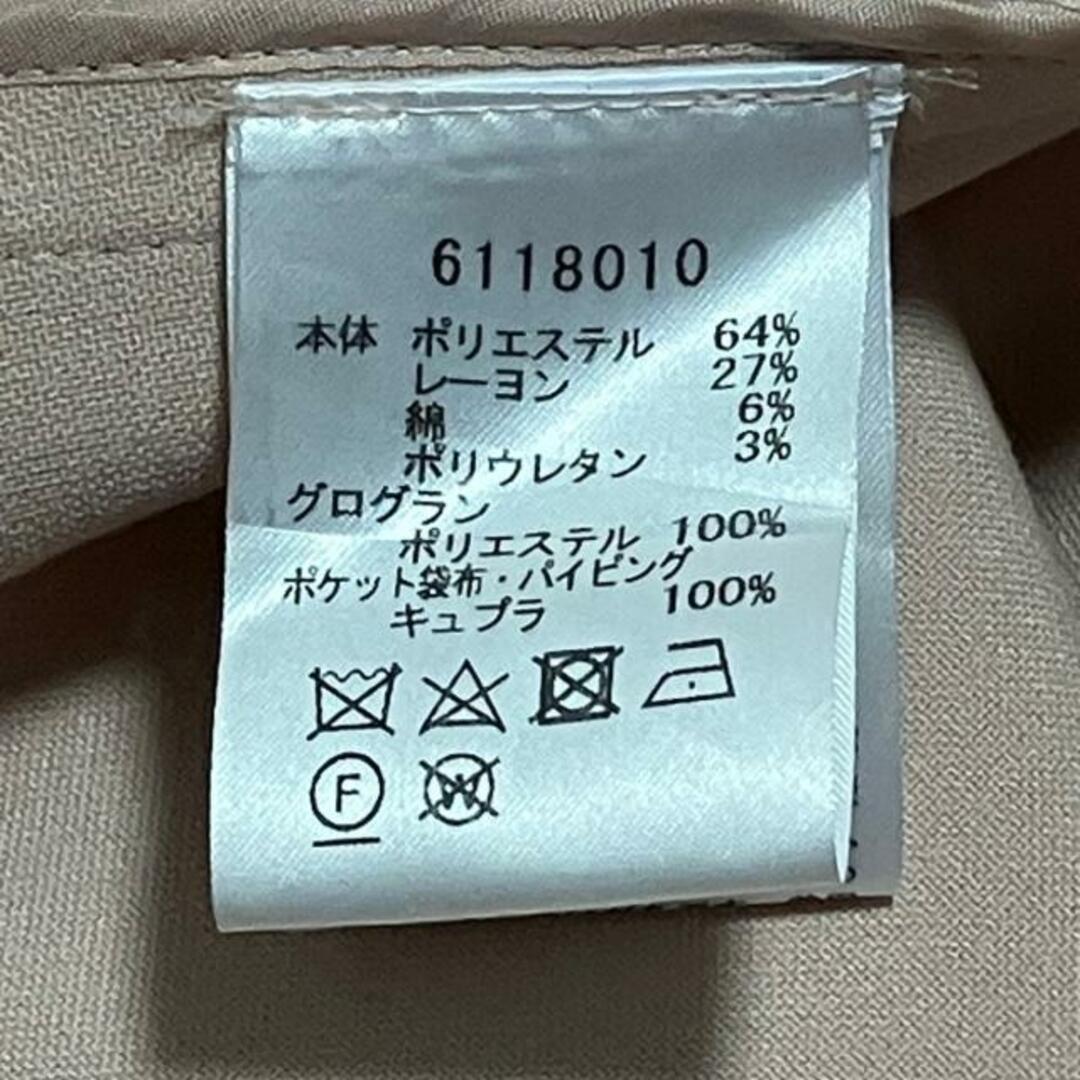 6118010
本体 ポリエステル 64%
レーヨン 27%
綿 6%
ポリウレタン 3%
グログラン
ポリエステル 100%
ポケット袋布・パイピング
キュプラ 100%
F W